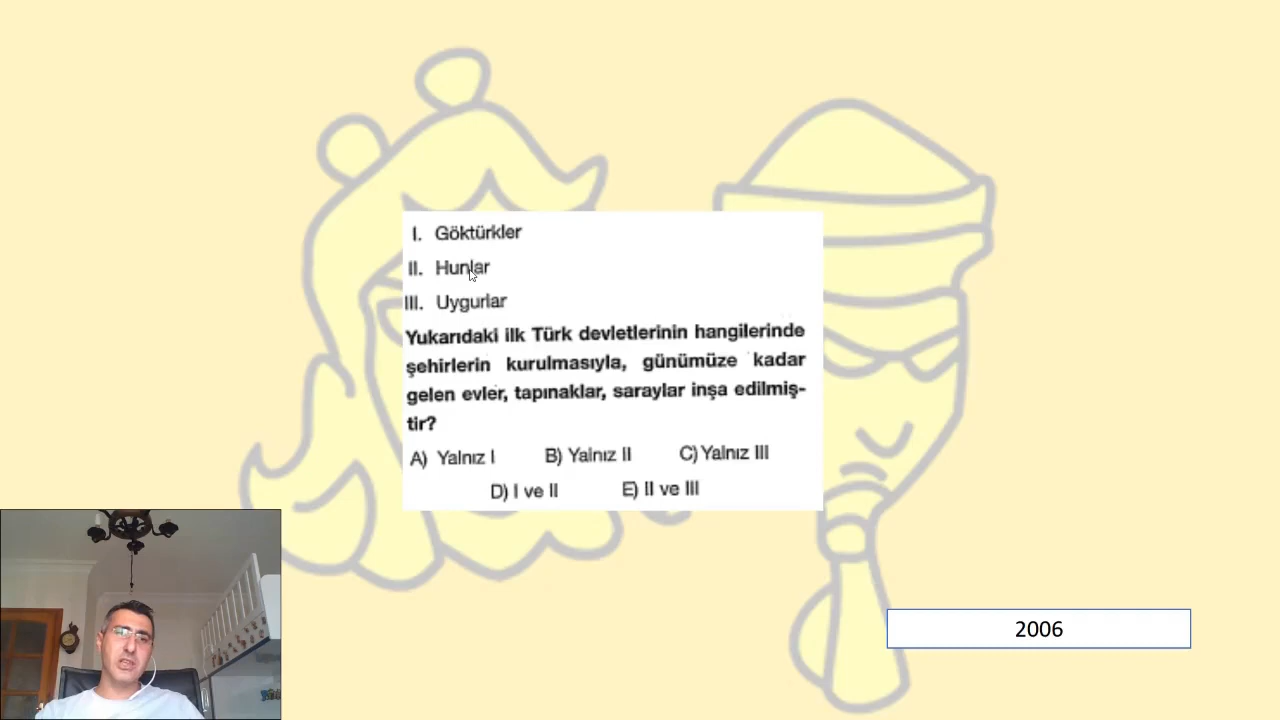 I. Göktürkler
II. Hunlar
III. Uygurlar
Yukarıdaki ilk Türk devletlerinin hangilerinde
şehirlerin kurulmasıyla, günümüze kadar
gelen evler, tapınaklar, saraylar inşa edilmiş-
tir?
A) Yalnız I B) Yalnız II C) Yalnız III
D) I ve II E) II ve III
2006